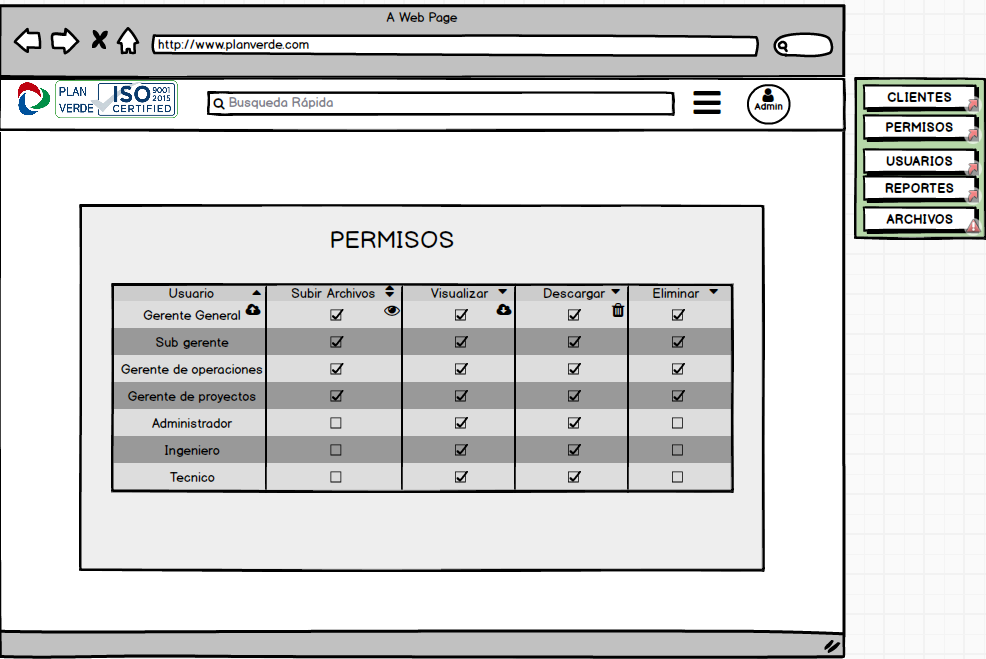 A Web Page
http://www.planverde.com
PLAN
VERDE
ISO 9001 2015
CERTIFIED
Busqueda Rápida
Admin
CLIENTES
PERMISOS
USUARIOS
REPORTES
ARCHIVOS
PERMISOS
Usuario Subir Archivos Visualizar Descargar Eliminar
Gerente General
Sub gerente
Gerente de operaciones
Gerente de proyectos
Administrador
Ingeniero
Tecnico